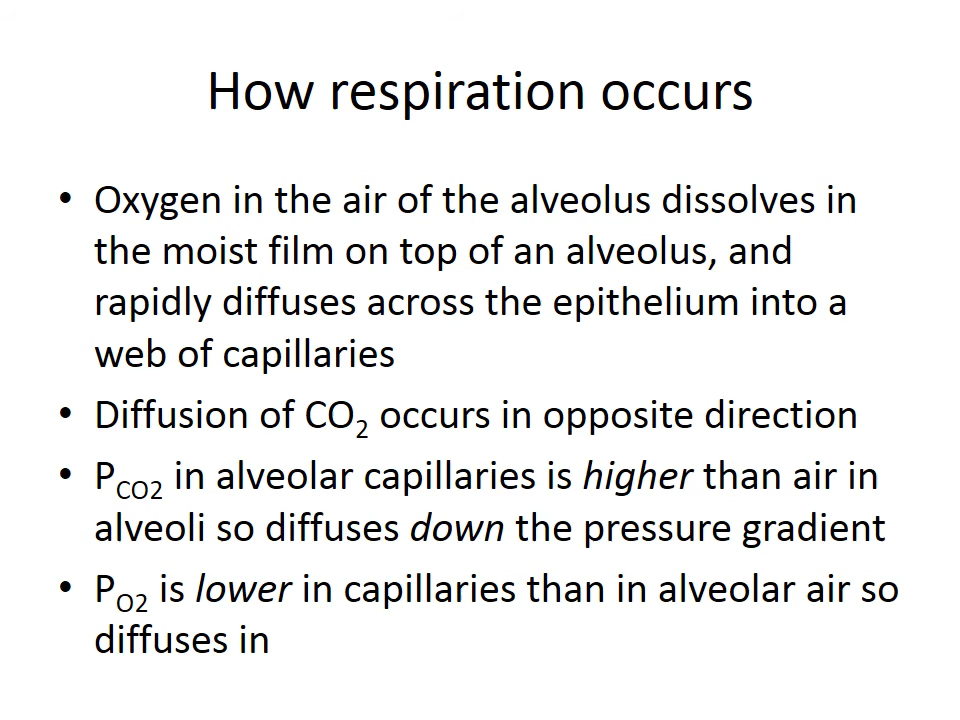 How respiration occurs
• Oxygen in the air of the alveolus dissolves in
the moist film on top of an alveolus, and
rapidly diffuses across the epithelium into a
web of capillaries
• Diffusion of CO₂ occurs in opposite direction
• P_CO2 in alveolar capillaries is higher than air in
alveoli so diffuses down the pressure gradient
• P_O2 is lower in capillaries than in alveolar air so
diffuses in